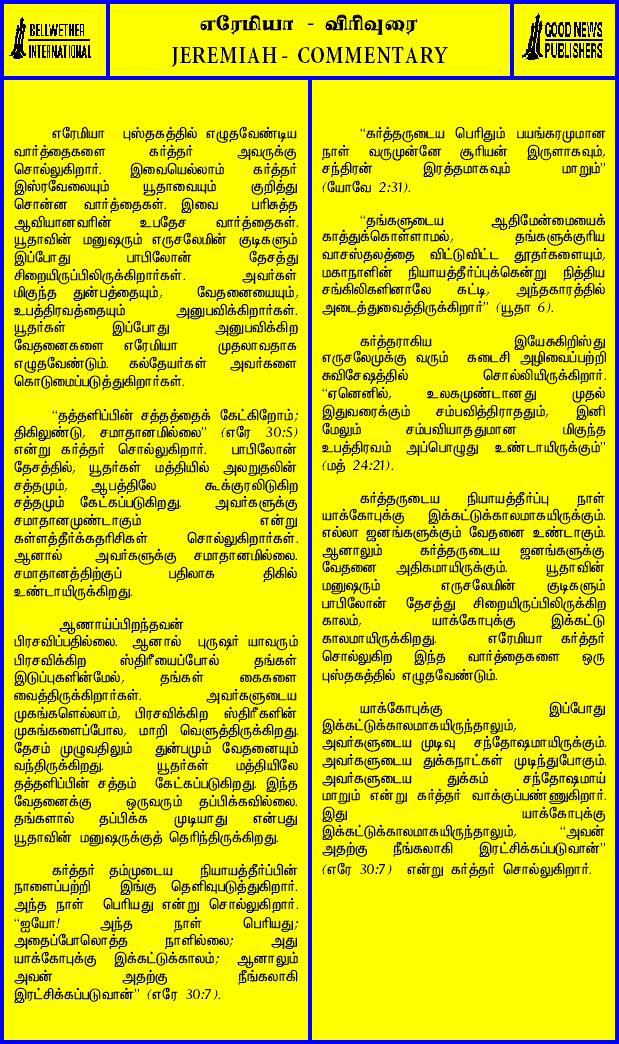 BELLWETHER
INTERNATIONAL
எரேமியா - விரிவுரை
JEREMIAH - COMMENTARY
GOOD NEWS
PUBLISHERS
எரேமியா புஸ்தகத்தில் எழுதவேண்டிய
வார்த்தைகளை கர்த்தர் அவருக்கு
சொல்லுகிறார். இவையெல்லாம் கர்த்தர்
இஸ்ரவேலையும் யூதாவையும் குறித்து
சொன்ன வார்த்தைகள். இவை பரிசுத்த
ஆவியானவரின் உபதேச வார்த்தைகள்.
யூதாவின் மனுஷரும் எருசலேமின் குடிகளும்
இப்போது பாபிலோன் தேசத்து
சிறையிருப்பிலிருக்கிறார்கள். அவர்கள்
மிகுந்த துன்பத்தையும், வேதனையையும்,
உபத்திரவத்தையும் அனுபவிக்கிறார்கள்.
யூதர்கள் இப்போது அனுபவிக்கிற
வேதனைகளை எரேமியா முதலாவதாக
எழுதவேண்டும். கல்தேயர்கள் அவர்களை
கொடுமைப்படுத்துகிறார்கள்.
“தத்தளிப்பின் சத்தத்தைக் கேட்கிறோம்;
திகிலுண்டு, சமாதானமில்லை” (எரே 30:5)
என்று கர்த்தர் சொல்லுகிறார். பாபிலோன்
தேசத்தில், யூதர்கள் மத்தியில் அலறுதலின்
சத்தமும், ஆபத்திலே கூக்குரலிடுகிற
சத்தமும் கேட்கப்படுகிறது. அவர்களுக்கு
சமாதானமுண்டாகும் என்று
கள்ளத்தீர்க்கதரிசிகள் சொல்லுகிறார்கள்.
ஆனால் அவர்களுக்கு சமாதானமில்லை.
சமாதானத்திற்குப் பதிலாக திகில்
உண்டாயிருக்கிறது.
ஆணாய்ப்பிறந்தவன்
பிரசவிப்பதில்லை. ஆனால் புருஷர் யாவரும்
பிரசவிக்கிற ஸ்திரீயைப்போல் தங்கள்
இடுப்புகளின்மேல், தங்கள் கைகளை
வைத்திருக்கிறார்கள். அவர்களுடைய
முகங்களெல்லாம், பிரசவிக்கிற ஸ்திரீகளின்
முகங்களைப்போல, மாறி வெளுத்திருக்கிறது.
தேசம் முழுவதிலும் துன்பமும் வேதனையும்
வந்திருக்கிறது. யூதர்கள் மத்தியிலே
தத்தளிப்பின் சத்தம் கேட்கப்படுகிறது. இந்த
வேதனைக்கு ஒருவரும் தப்பிக்கவில்லை.
தங்களால் தப்பிக்க முடியாது என்பது
யூதாவின் மனுஷருக்குத் தெரிந்திருக்கிறது.
கர்த்தர் தம்முடைய நியாயத்தீர்ப்பின்
நாளைப்பற்றி இங்கு தெளிவுபடுத்துகிறார்.
அந்த நாள் பெரியது என்று சொல்லுகிறார்.
“ஐயோ! அந்த நாள் பெரியது;
அதைப்போலொத்த நாளில்லை; அது
யாக்கோபுக்கு இக்கட்டுக்காலம்; ஆனாலும்
அவன் அதற்கு நீங்கலாகி
இரட்சிக்கப்படுவான்” (எரே 30:7).
“கர்த்தருடைய பெரிதும் பயங்கரமுமான
நாள் வருமுன்னே சூரியன் இருளாகவும்,
சந்திரன் இரத்தமாகவும் மாறும்”
(யோவே 2:31).
“தங்களுடைய ஆதிமேன்மையைக்
காத்துக்கொள்ளாமல், தங்களுக்குரிய
வாசஸ்தலத்தை விட்டுவிட்ட தூதர்களையும்,
மகாநாளின் நியாயத்தீர்ப்புக்கென்று நித்திய
சங்கிலிகளினாலே கட்டி, அந்தகாரத்தில்
அடைத்துவைத்திருக்கிறார்” (யூதா 6).
கர்த்தராகிய இயேசுகிறிஸ்து
எருசலேமுக்கு வரும் கடைசி அழிவைப்பற்றி
சுவிசேஷத்தில் சொல்லியிருக்கிறார்.
“ஏனெனில், உலகமுண்டானது முதல்
இதுவரைக்கும் சம்பவித்திராததும், இனி
மேலும் சம்பவியாததுமான மிகுந்த
உபத்திரவம் அப்பொழுது உண்டாயிருக்கும்”
(மத் 24:21).
கர்த்தருடைய நியாயத்தீர்ப்பு நாள்
யாக்கோபுக்கு இக்கட்டுக்காலமாகயிருக்கும்.
எல்லா ஜனங்களுக்கும் வேதனை உண்டாகும்.
ஆனாலும் கர்த்தருடைய ஜனங்களுக்கு
வேதனை அதிகமாயிருக்கும். யூதாவின்
மனுஷரும் எருசலேமின் குடிகளும்
பாபிலோன் தேசத்து சிறையிருப்பிலிருக்கிற
காலம், யாக்கோபுக்கு இக்கட்டு
காலமாயிருக்கிறது. எரேமியா கர்த்தர்
சொல்லுகிற இந்த வார்த்தைகளை ஒரு
புஸ்தகத்தில் எழுதவேண்டும்.
யாக்கோபுக்கு இப்போது
இக்கட்டுக்காலமாகயிருந்தாலும்,
அவர்களுடைய முடிவு சந்தோஷமாயிருக்கும்.
அவர்களுடைய துக்கநாட்கள் முடிந்துபோகும்.
அவர்களுடைய துக்கம் சந்தோஷமாய்
மாறும் என்று கர்த்தர் வாக்குப்பண்ணுகிறார்.
இது யாக்கோபுக்கு
இக்கட்டுக்காலமாகயிருந்தாலும், “அவன்
அதற்கு நீங்கலாகி இரட்சிக்கப்படுவான்”
(எரே 30:7) என்று கர்த்தர் சொல்லுகிறார்.